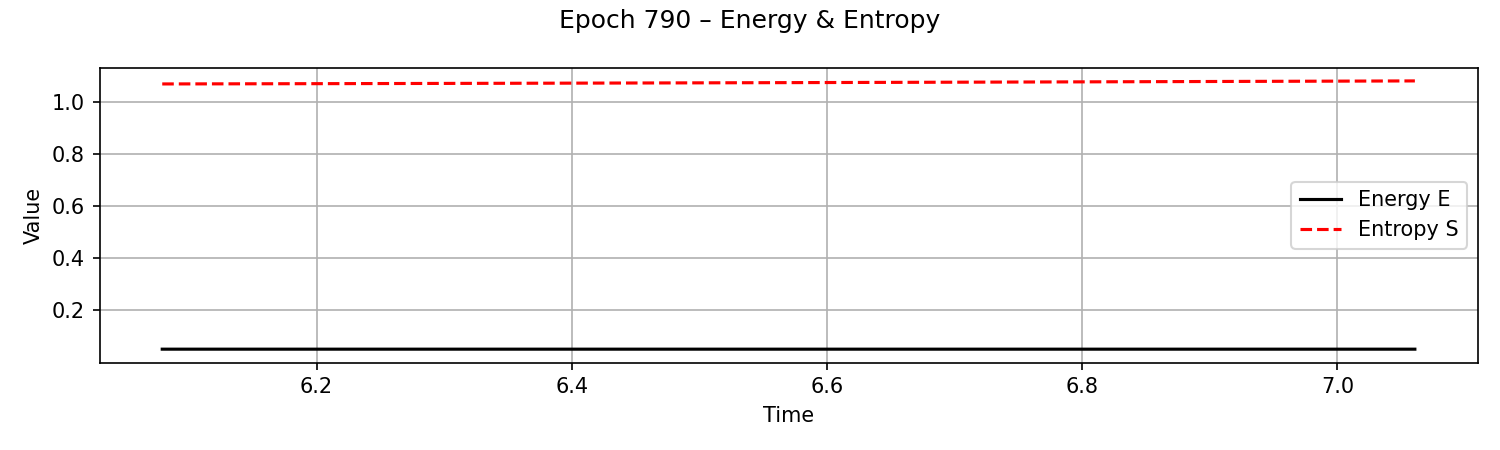 Epoch 790 – Energy & Entropy
1.0
0.8
0.6
0.4
0.2
Value
Energy E
Entropy S
6.2 6.4 6.6 6.8 7.0
Time